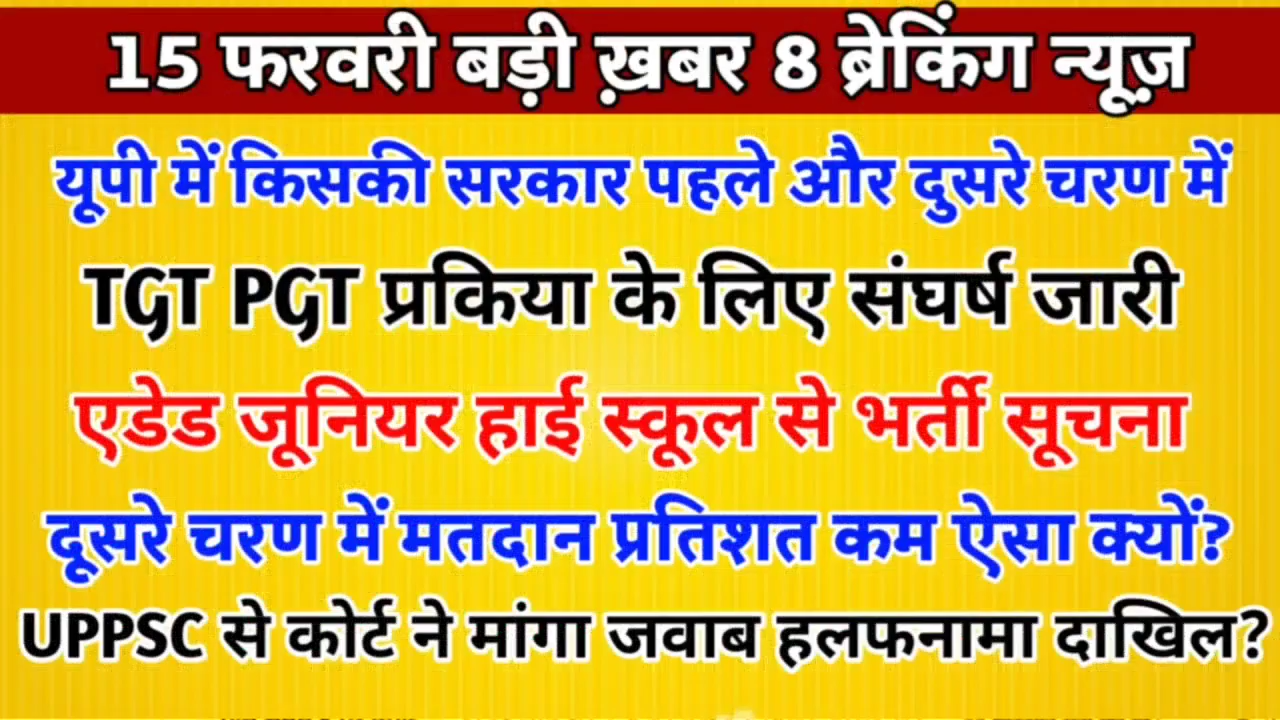 15 फरवरी बड़ी ख़बर 8 ब्रेकिंग न्यूज़
यूपी में किसकी सरकार पहले और दुसरे चरण में
TGT PGT प्रकिया के लिए संघर्ष जारी
एडेड जूनियर हाई स्कूल से भर्ती सूचना
दूसरे चरण में मतदान प्रतिशत कम ऐसा क्यों?
UPPSC से कोर्ट ने मांगा जवाब हलफनामा दाखिल?